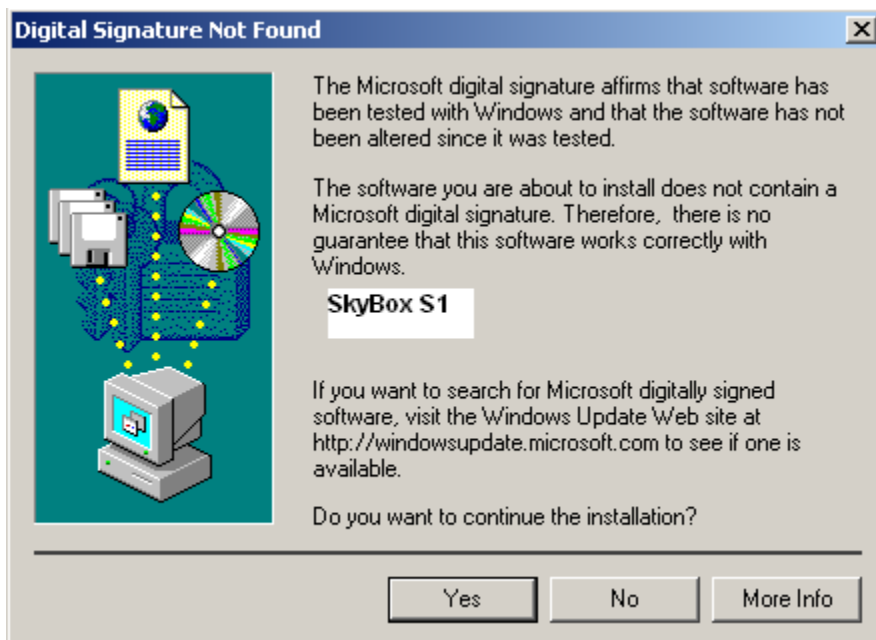 Digital Signature Not Found
The Microsoft digital signature affirms that software has
been tested with Windows and that the software has not
been altered since it was tested.
The software you are about to install does not contain a
Microsoft digital signature. Therefore,  there is no
guarantee that this software works correctly with
Windows.
SkyBox S1
If you want to search for Microsoft digitally signed
software, visit the Windows Update Web site at
http://windowsupdate.microsoft.com to see if one is
available.
Do you want to continue the installation?
Yes No More Info